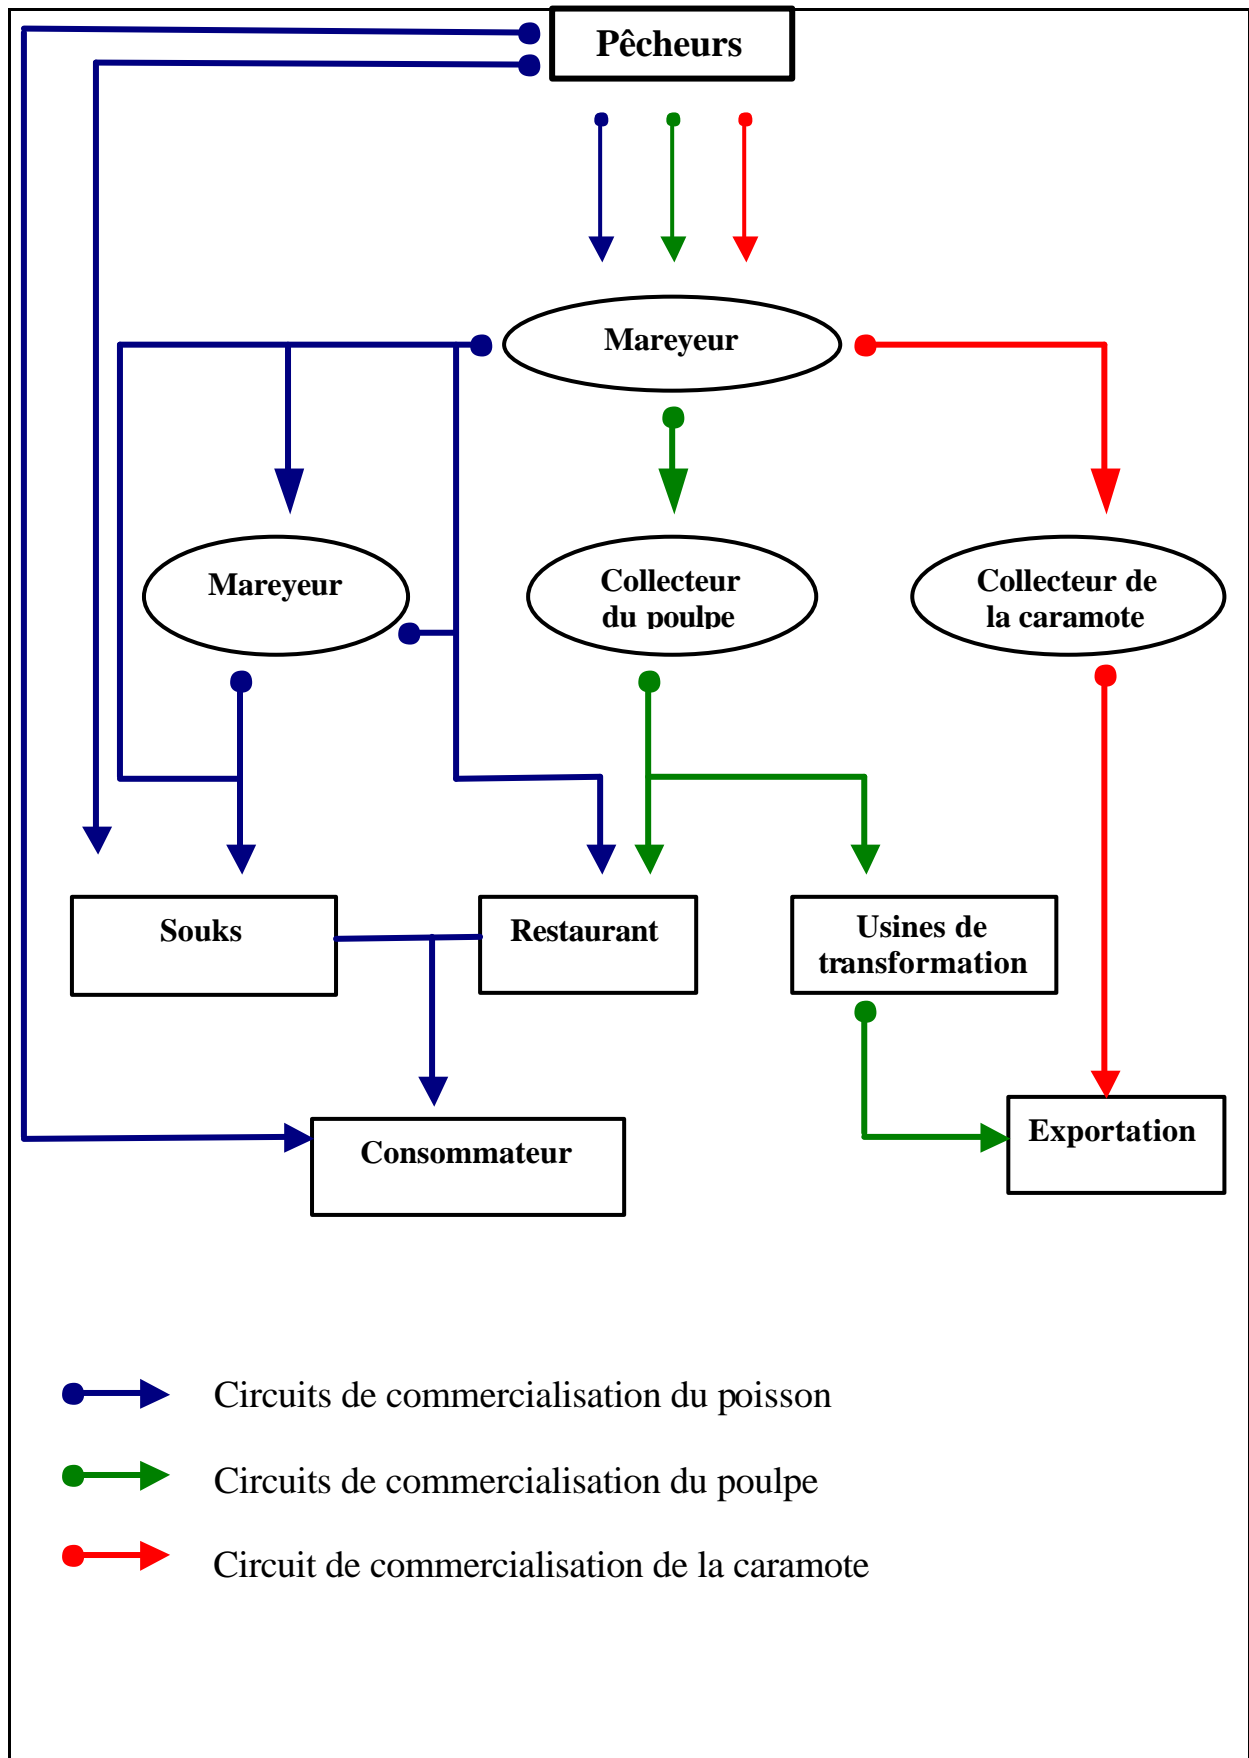 Pêcheurs
Mareyeur
Mareyeur
Collecteur
du poulpe
Collecteur de
la caramote
Souks
Restaurant
Usines de
transformation
Consommateur
Exportation
Circuits de commercialisation du poisson
Circuits de commercialisation du poulpe
Circuit de commercialisation de la caramote